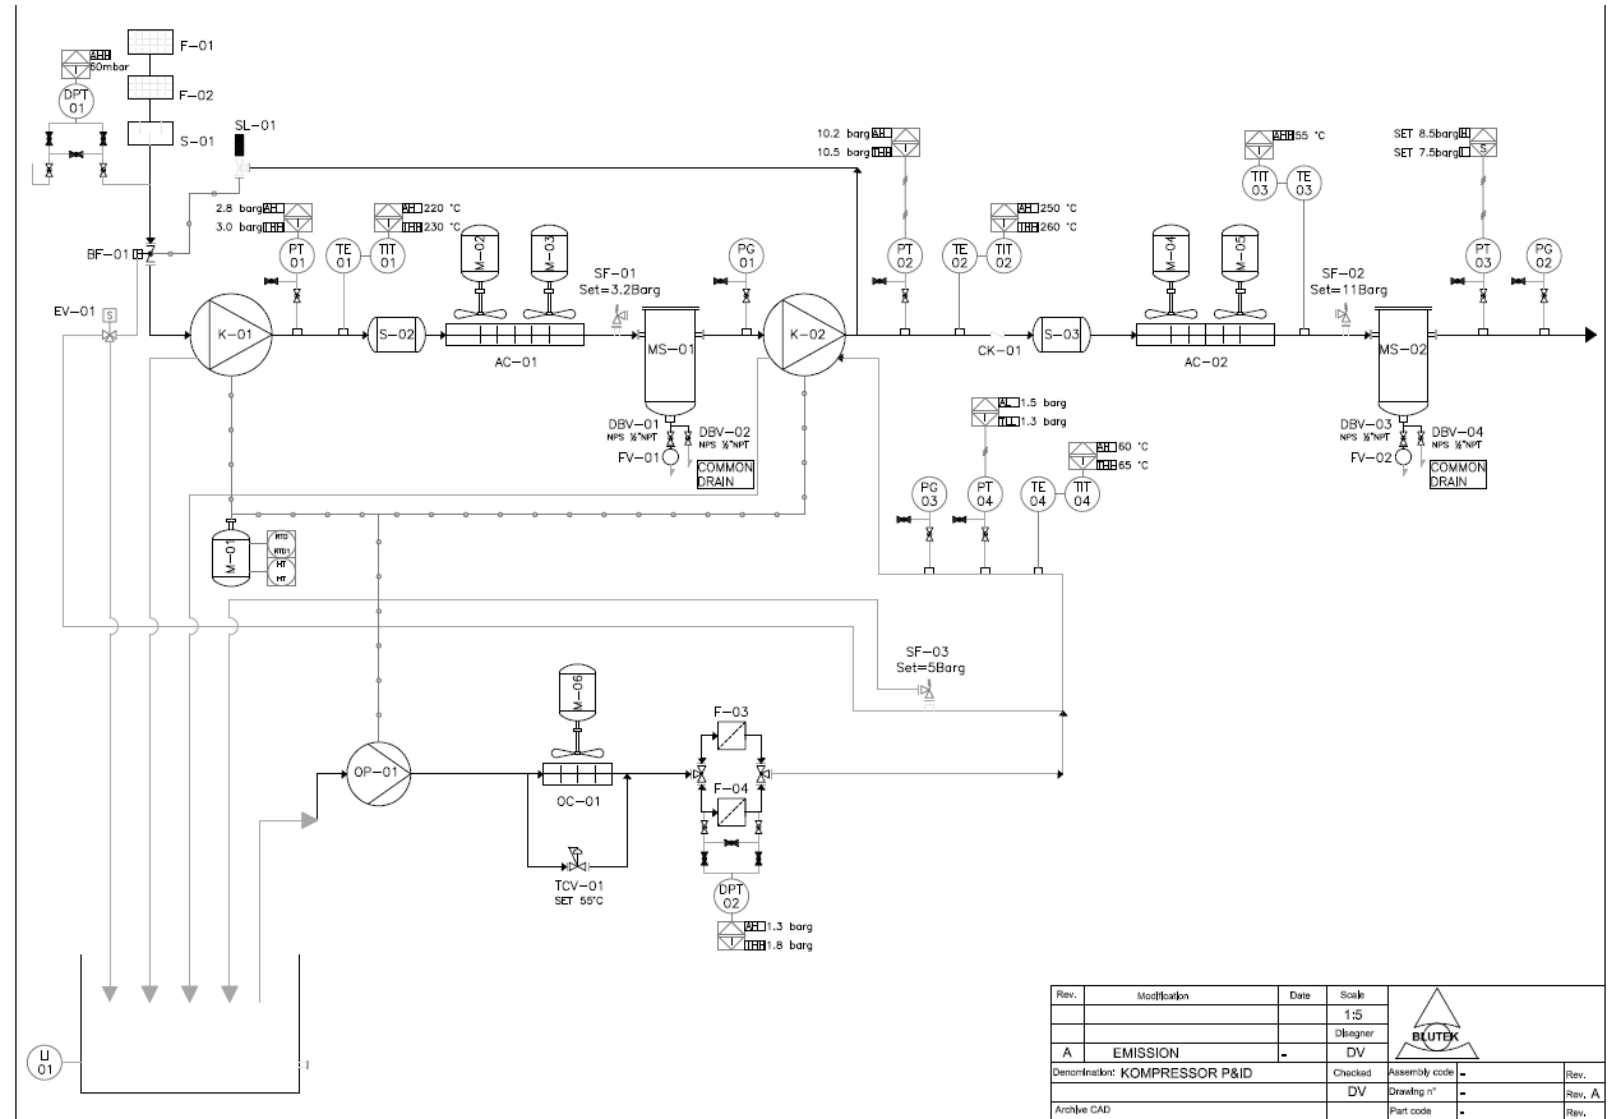 F-01
AHH
60mbar
DPT
01
F-02
S-01
SL-01
BF-01
EV-01
S
2.8 barg AH
3.0 barg THH
I
PT
01
TE
01
TIT
01
AH 220 °C
THH 230 °C
I
M-02
M-03
K-01
S-02
AC-01
SF-01
Set=3.2Barg
MS-01
DBV-01
NPS ½"NPT
DBV-02
NPS ½"NPT
FV-01
COMMON
DRAIN
PG
01
K-02
10.2 barg AH
10.5 barg THH
I
PT
02
TE
02
TIT
02
AH 250 °C
THH 260 °C
I
CK-01
S-03
M-04
M-05
AC-02
AHH 55 °C
I
TIT
03
TE
03
SF-02
Set=11Barg
MS-02
DBV-03
NPS ½"NPT
DBV-04
NPS ½"NPT
FV-02
COMMON
DRAIN
SET 8.5barg H
SET 7.5barg L
S
PT
03
PG
02
M-01
RTD
RTD1
HT
HT
AL 1.5 barg
TLL 1.3 barg
I
AH 60 °C
THH 65 °C
I
PG
03
PT
04
TE
04
TIT
04
SF-03
Set=5Barg
M-06
OP-01
OC-01
TCV-01
SET 55°C
F-03
F-04
DPT
02
AH 1.3 barg
THH 1.8 barg
I
LI
01
Rev.
Modification
Date
Scale
1:5
Disegner
A EMISSION - DV
BLUTEK
Denomination: KOMPRESSOR P&ID
Checked
DV
Assembly code -
Rev.
Drawing n° -
Rev. A
Archive CAD
Part code -
Rev.